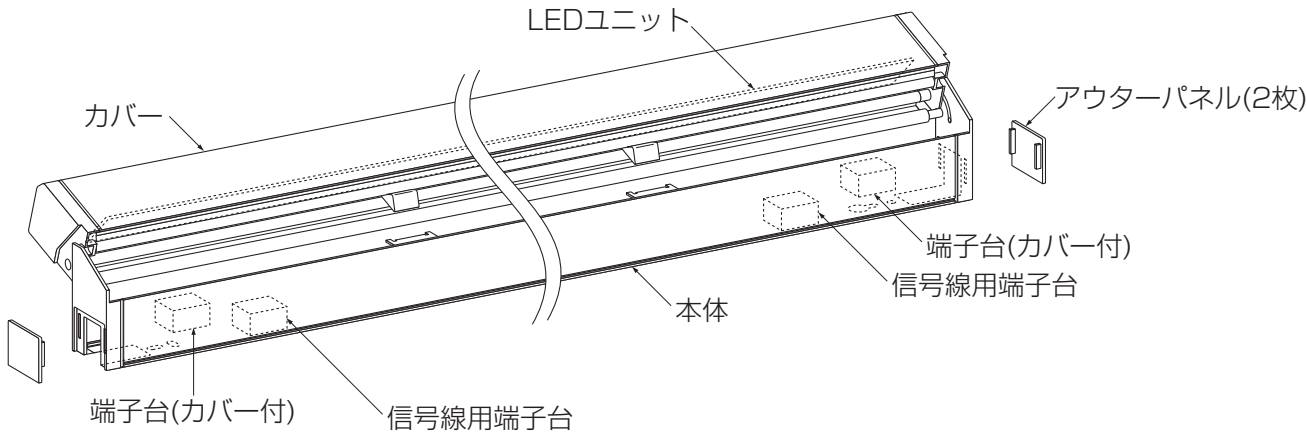 LEDユニット
カバー
アウターパネル(2枚)
端子台(カバー付)
信号線用端子台
本体
端子台(カバー付)
信号線用端子台